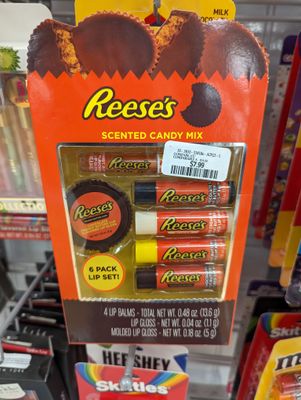 MILK
Reese's
SCENTED CANDY MIX
$7.99
Reese's
Reese's
Reese's
Reese's
Reese's
Reese's
6 PACK
LIP SET!
4 LIP BALMS - TOTAL NET WT. 0.48 OZ. (13.6 g)
LIP GLOSS - NET WT. 0.04 OZ. (1.1 g)
MOLDED LIP GLOSS - NET WT. 0.18 OZ. (5 g)
HERSHEY
Skittles
Skittles
m